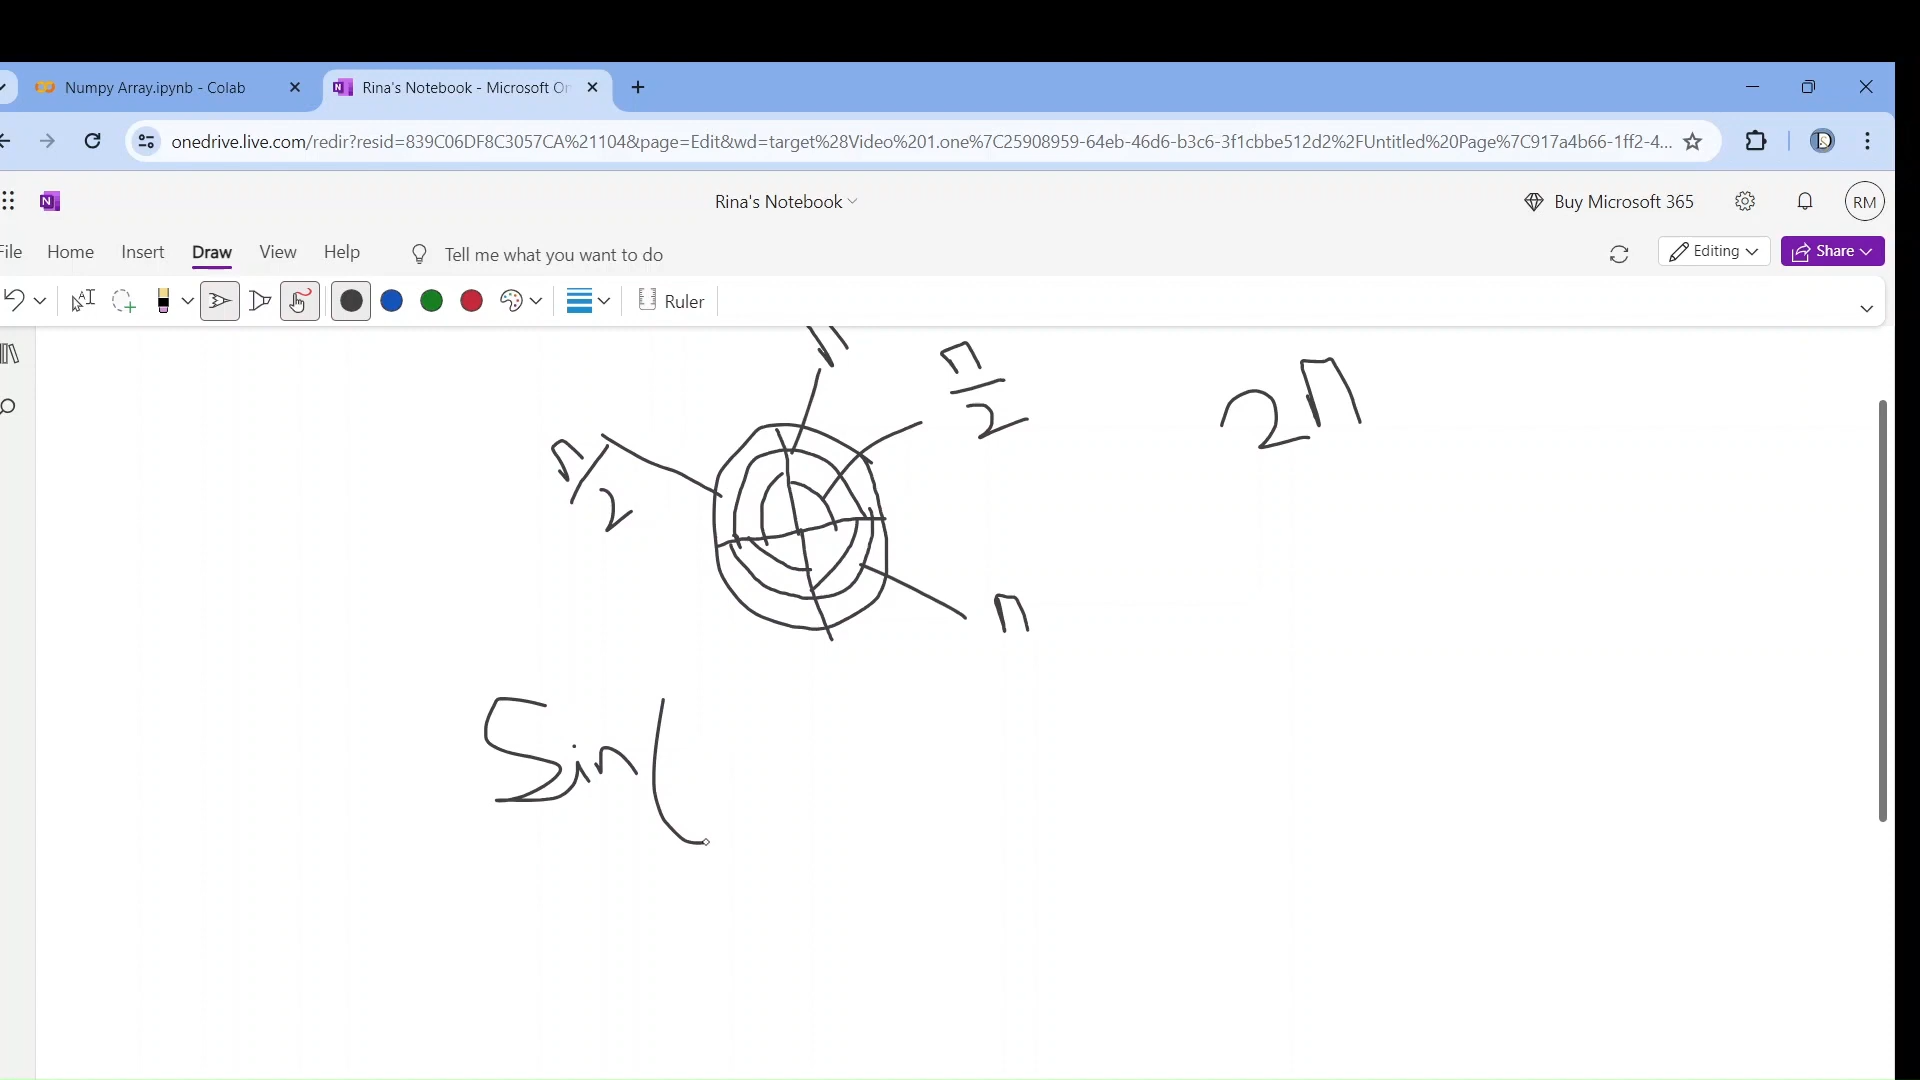 Numpy Array.ipynb - Colab
Rina's Notebook - Microsoft On
onedrive.live.com/redir?resid=839C06DF8C3057CA%21104&page=Edit&wd=target%28Video%201.one%7C25908959-64eb-46d6-b3c6-3f1cbbe512d2%2FUntitled%20Page%7C917a4b66-1ff2-4...
N
Rina's Notebook
Buy Microsoft 365
RM
File Home Insert Draw View Help Tell me what you want to do
Editing
Share
Ruler
π
π
2
2π
π/2
π
Sin(